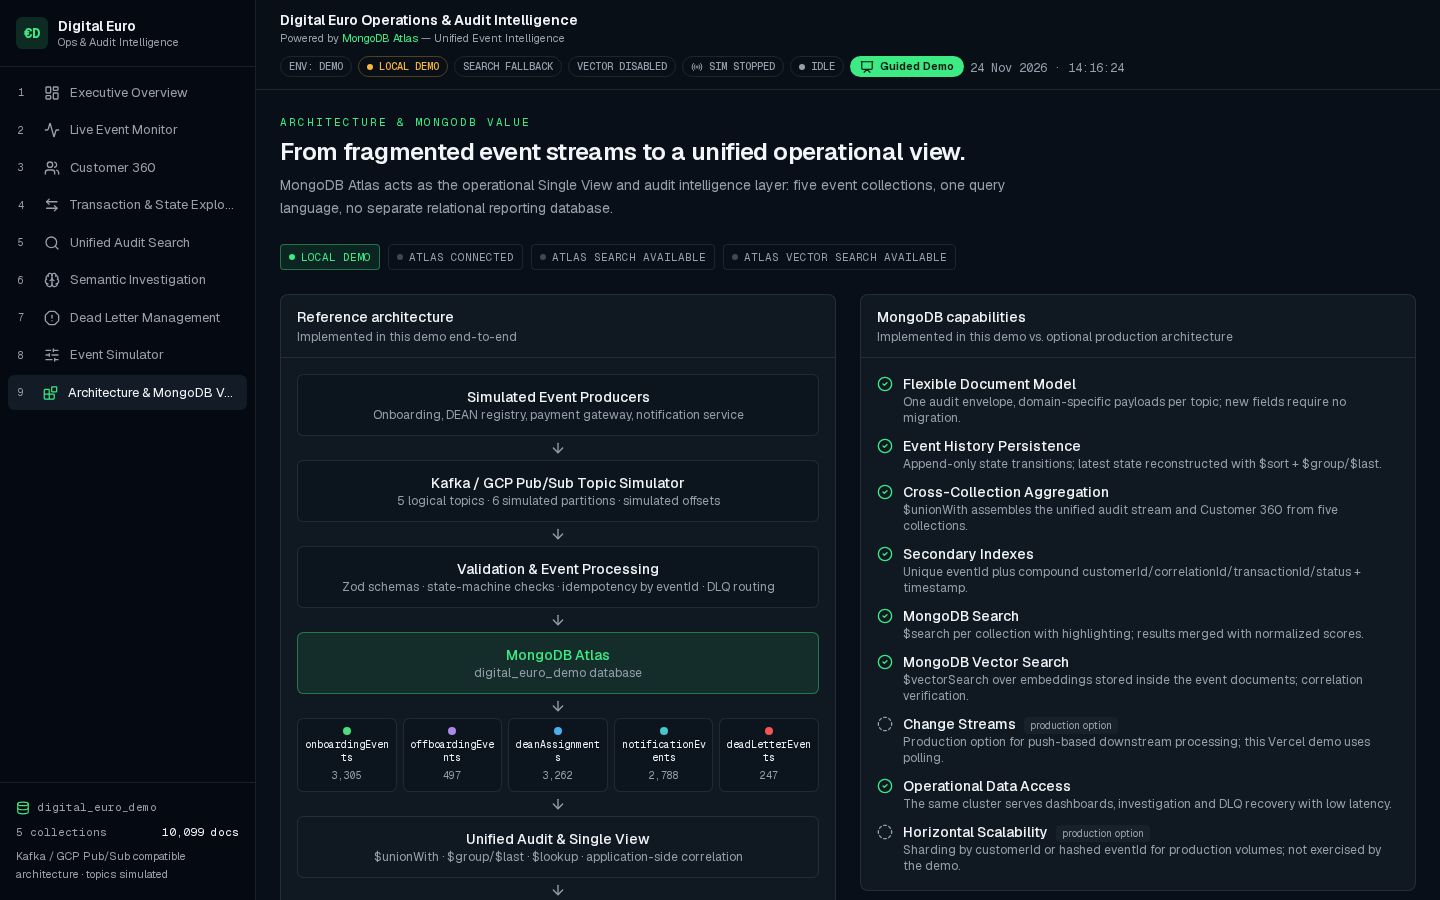 €D
Digital Euro
Ops & Audit Intelligence
1 Executive Overview
2 Live Event Monitor
3 Customer 360
4 Transaction & State Explo...
5 Unified Audit Search
6 Semantic Investigation
7 Dead Letter Management
8 Event Simulator
9 Architecture & MongoDB V...
digital_euro_demo
5 collections 10,099 docs
Kafka / GCP Pub/Sub compatible
architecture · topics simulated
Digital Euro Operations & Audit Intelligence
Powered by MongoDB Atlas — Unified Event Intelligence
ENV: DEMO LOCAL DEMO SEARCH FALLBACK VECTOR DISABLED SIM STOPPED IDLE Guided Demo 24 Nov 2026 · 14:16:24
ARCHITECTURE & MONGODB VALUE
From fragmented event streams to a unified operational view.
MongoDB Atlas acts as the operational Single View and audit intelligence layer: five event collections, one query
language, no separate relational reporting database.
LOCAL DEMO ATLAS CONNECTED ATLAS SEARCH AVAILABLE ATLAS VECTOR SEARCH AVAILABLE
Reference architecture
Implemented in this demo end-to-end
Simulated Event Producers
Onboarding, DEAN registry, payment gateway, notification service
Kafka / GCP Pub/Sub Topic Simulator
5 logical topics · 6 simulated partitions · simulated offsets
Validation & Event Processing
Zod schemas · state-machine checks · idempotency by eventId · DLQ routing
MongoDB Atlas
digital_euro_demo database
onboardingEven
ts
3,305
offboardingEve
nts
497
deanAssignment
s
3,262
notificationEv
ents
2,788
deadLetterEven
ts
247
Unified Audit & Single View
$unionWith · $group/$last · $lookup · application-side correlation
MongoDB capabilities
Implemented in this demo vs. optional production architecture
Flexible Document Model
One audit envelope, domain-specific payloads per topic; new fields require no
migration.
Event History Persistence
Append-only state transitions; latest state reconstructed with $sort + $group/$last.
Cross-Collection Aggregation
$unionWith assembles the unified audit stream and Customer 360 from five
collections.
Secondary Indexes
Unique eventId plus compound customerId/correlationId/transactionId/status +
timestamp.
MongoDB Search
$search per collection with highlighting; results merged with normalized scores.
MongoDB Vector Search
$vectorSearch over embeddings stored inside the event documents; correlation
verification.
Change Streams production option
Production option for push-based downstream processing; this Vercel demo uses
polling.
Operational Data Access
The same cluster serves dashboards, investigation and DLQ recovery with low latency.
Horizontal Scalability production option
Sharding by customerId or hashed eventId for production volumes; not exercised by
the demo.